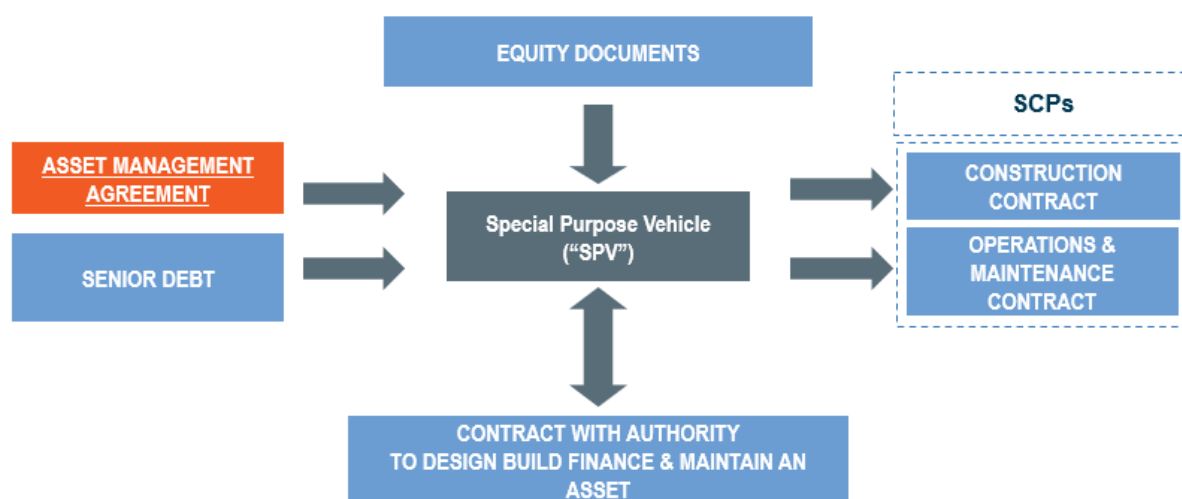 EQUITY DOCUMENTS
SCPs
ASSET MANAGEMENT
AGREEMENT
CONSTRUCTION
CONTRACT
Special Purpose Vehicle
(“SPV”)
SENIOR DEBT
OPERATIONS &
MAINTENANCE
CONTRACT
CONTRACT WITH AUTHORITY
TO DESIGN BUILD FINANCE & MAINTAIN AN
ASSET